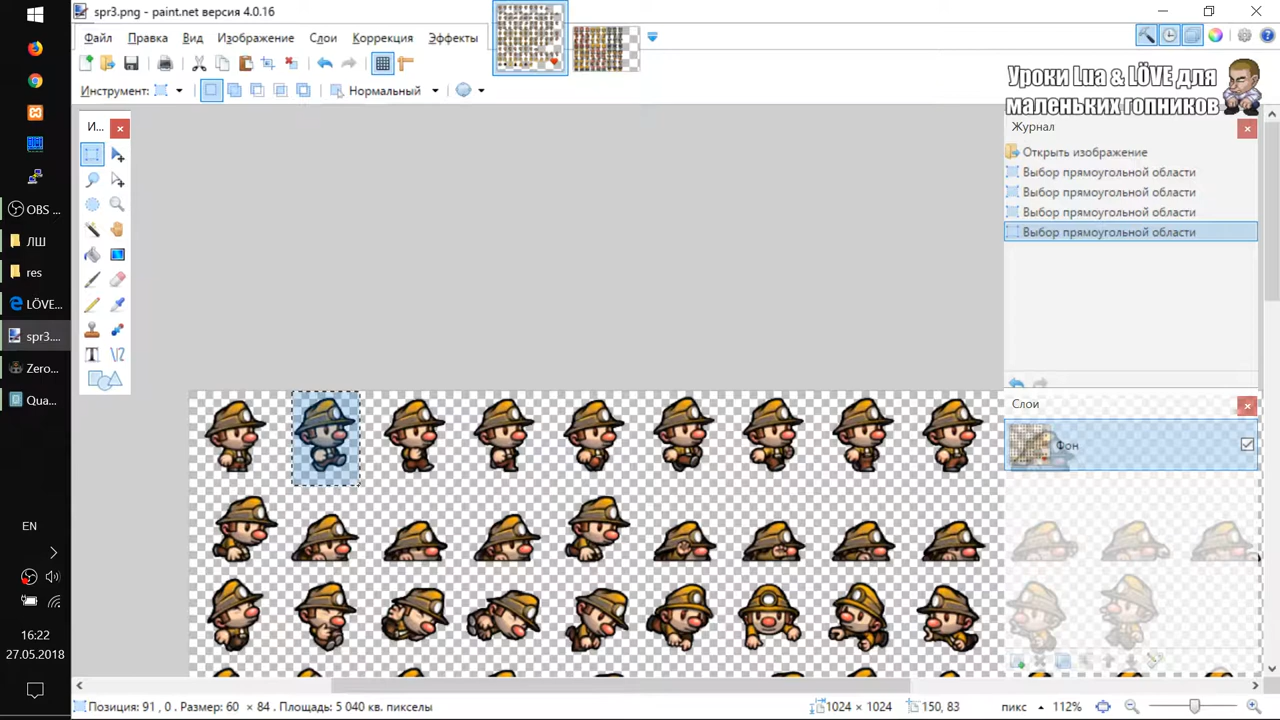 spr3.png - paint.net версия 4.0.16
Файл Правка Вид Изображение Слои Коррекция Эффекты
Инструмент: Нормальный
Уроки Lua & LÖVE для
маленьких гопников
И...
Журнал
Открыть изображение
Выбор прямоугольной области
Выбор прямоугольной области
Выбор прямоугольной области
Выбор прямоугольной области
Слои
Фон
OBS ...
ЛШ
res
LÖVE...
spr3....
Zero...
Qua...
EN
16:22
27.05.2018
Позиция: 91 , 0. Размер: 60 × 84. Площадь: 5 040 кв. пикселы
1024 × 1024
150, 83
пикс
112%